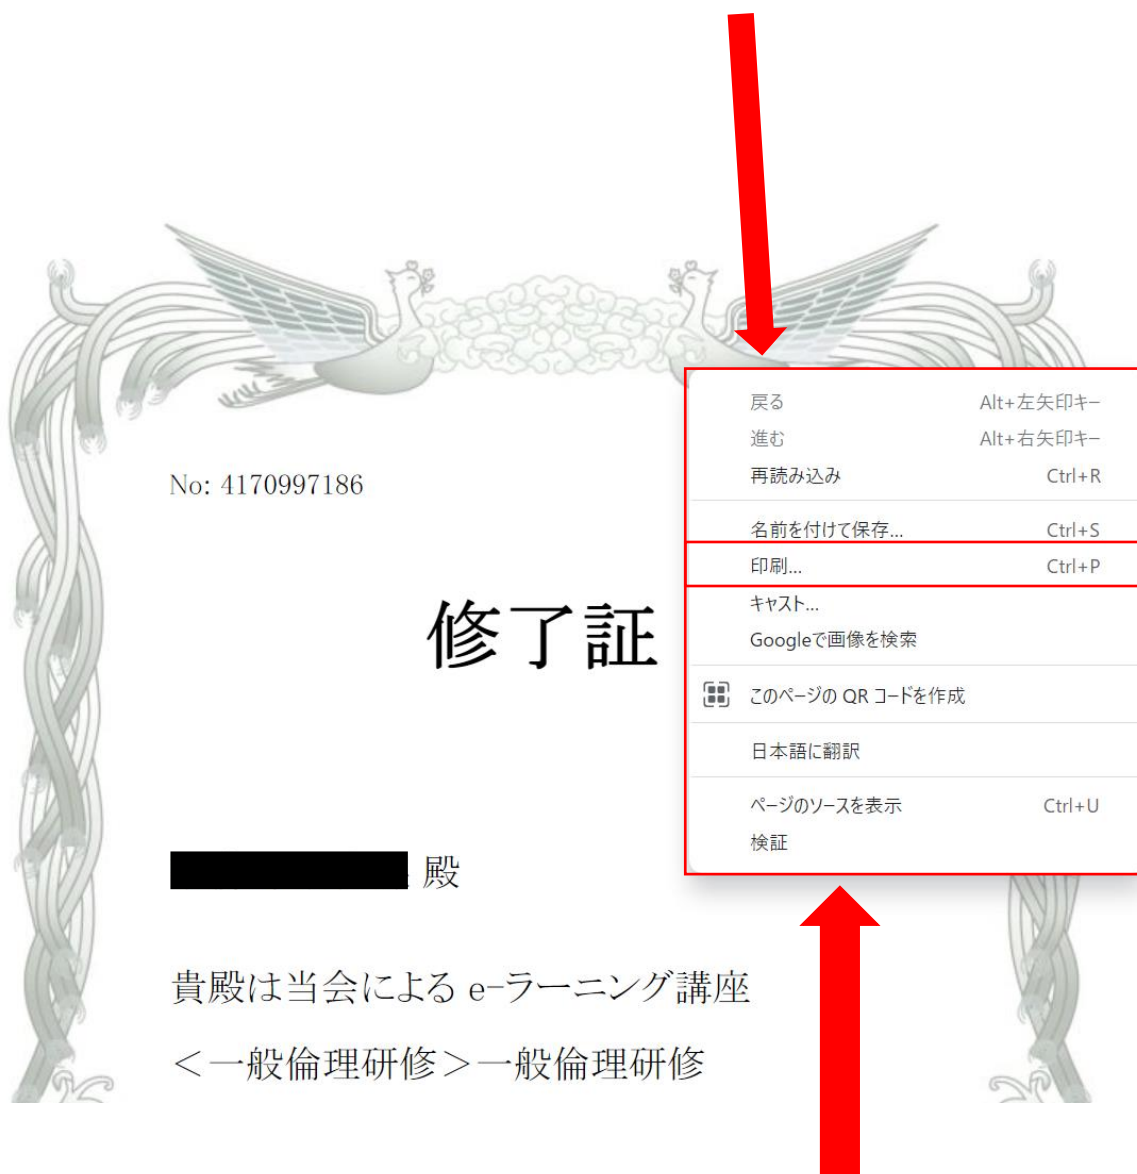 No: 4170997186
修了証
殿
貴殿は当会による e-ラーニング講座
＜一般倫理研修＞一般倫理研修
戻る Alt+左矢印キー
進む Alt+右矢印キー
再読み込み Ctrl+R
名前を付けて保存... Ctrl+S
印刷... Ctrl+P
キャスト...
Googleで画像を検索
このページの QR コードを作成
日本語に翻訳
ページのソースを表示 Ctrl+U
検証